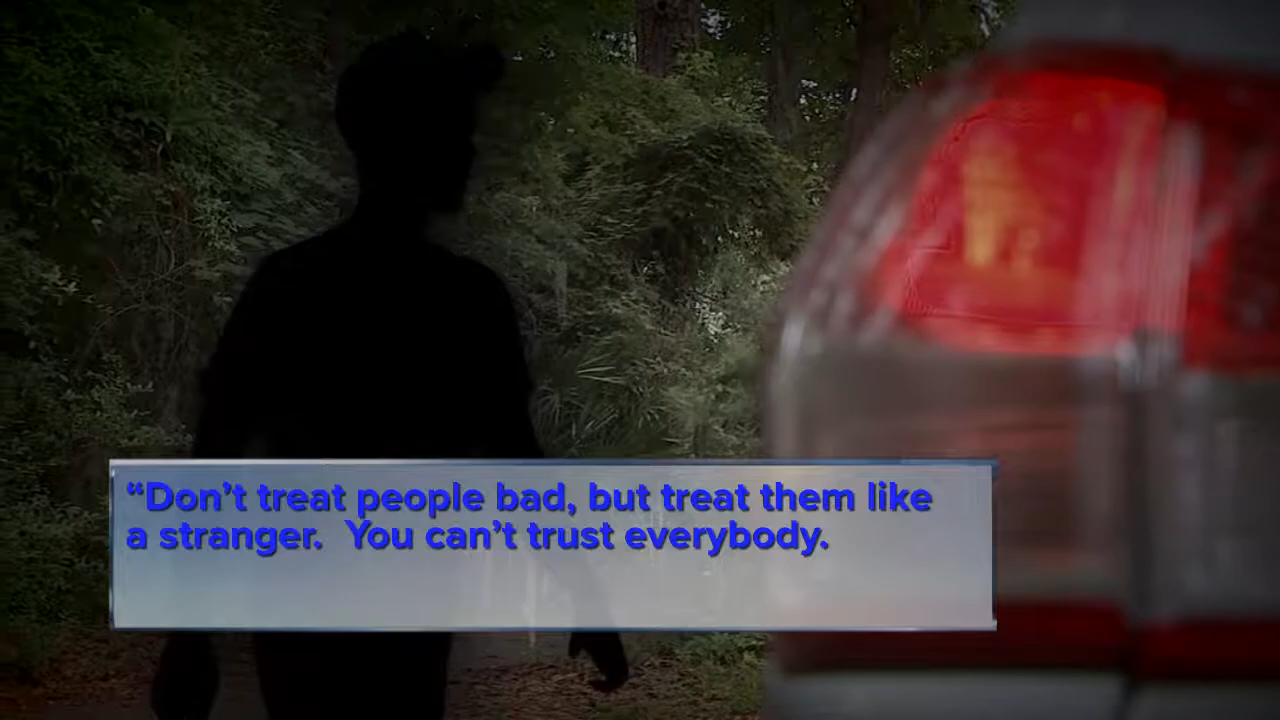 “Don’t treat people bad, but treat them like
a stranger.  You can’t trust everybody.